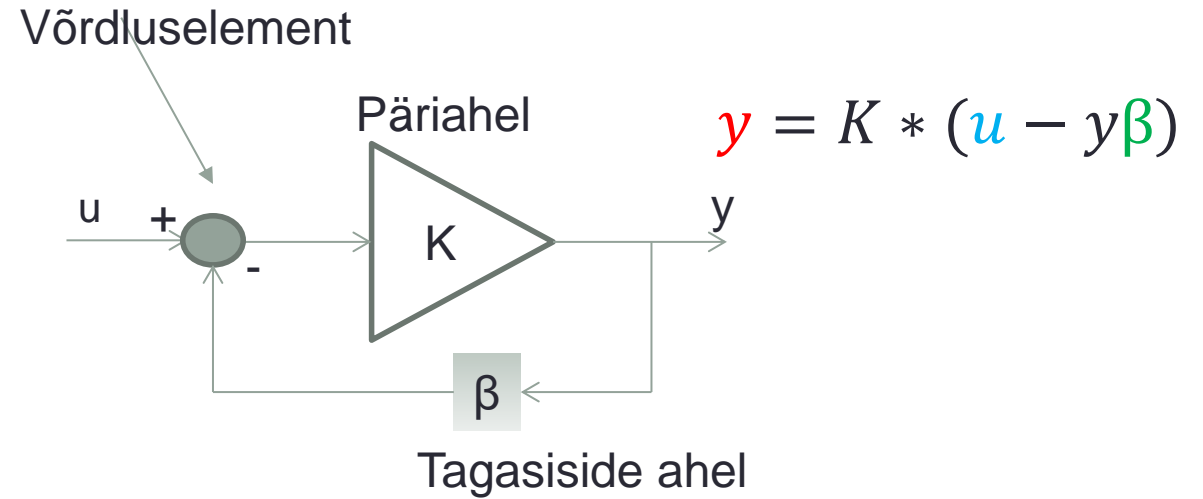 Võrdluselement
Päriahel
y = K * (u − yβ)
u
+
-
K
y
β
Tagasiside ahel